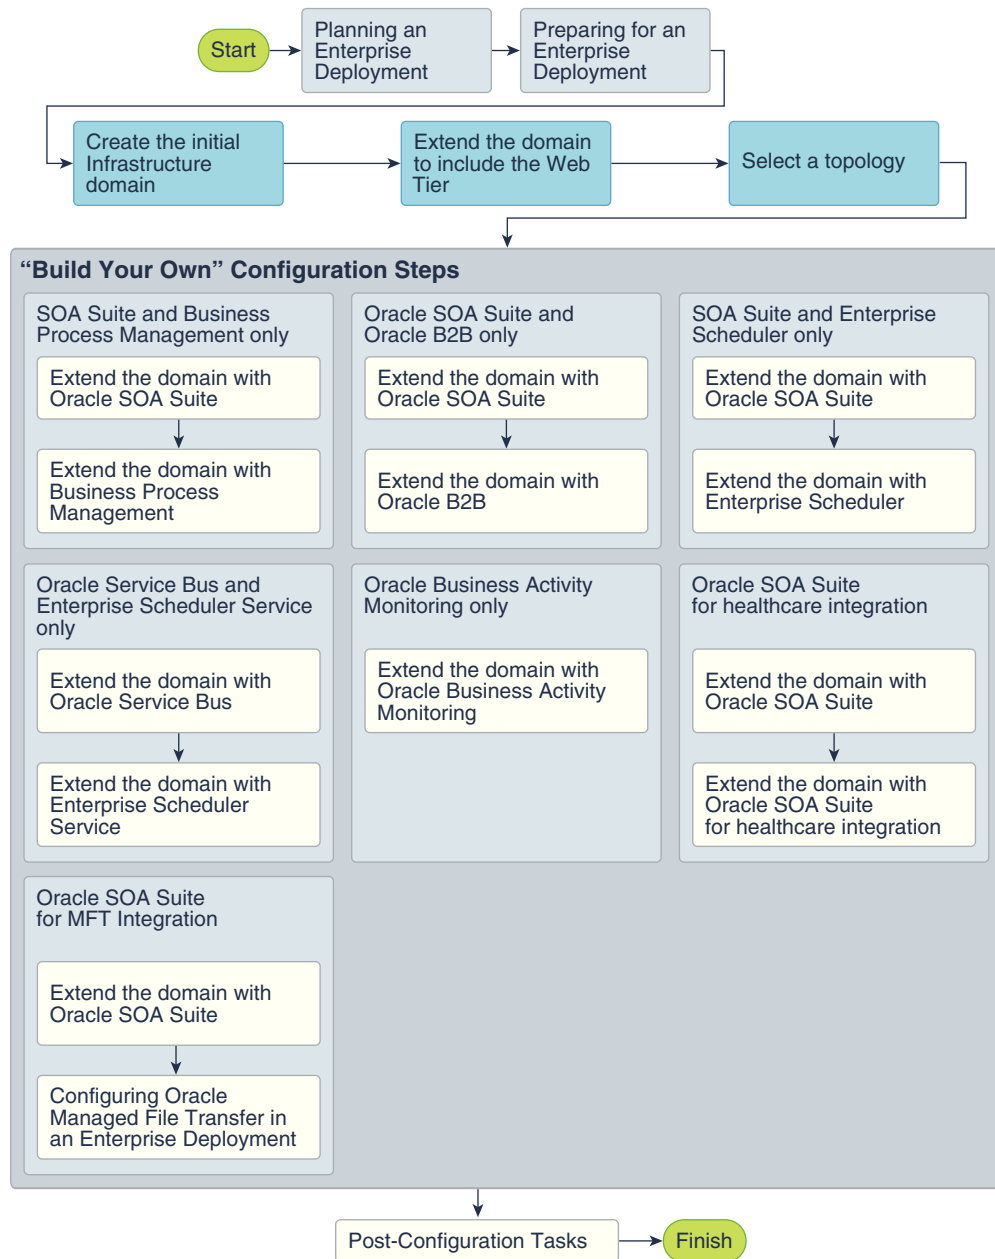 Start
Planning an
Enterprise
Deployment
Preparing for an
Enterprise
Deployment
Create the initial
Infrastructure
domain
Extend the domain
to include the Web
Tier
Select a topology
“Build Your Own” Configuration Steps
SOA Suite and Business
Process Management only
Extend the domain with
Oracle SOA Suite
Extend the domain with
Business Process
Management
Oracle SOA Suite and
Oracle B2B only
Extend the domain with
Oracle SOA Suite
Extend the domain with
Oracle B2B
SOA Suite and Enterprise
Scheduler only
Extend the domain with
Oracle SOA Suite
Extend the domain with
Enterprise Scheduler
Oracle Service Bus and
Enterprise Scheduler Service
only
Extend the domain with
Oracle Service Bus
Extend the domain with
Enterprise Scheduler
Service
Oracle Business Activity
Monitoring only
Extend the domain with
Oracle Business Activity
Monitoring
Oracle SOA Suite
for healthcare integration
Extend the domain with
Oracle SOA Suite
Extend the domain with
Oracle SOA Suite
for healthcare integration
Oracle SOA Suite
for MFT Integration
Extend the domain with
Oracle SOA Suite
Configuring Oracle
Managed File Transfer in
an Enterprise Deployment
Post-Configuration Tasks
Finish